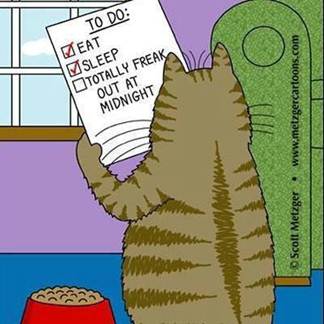 TO DO:
EAT
SLEEP
TOTALLY FREAK
OUT AT
MIDNIGHT
© Scott Metzger • www.metzgercartoons.com